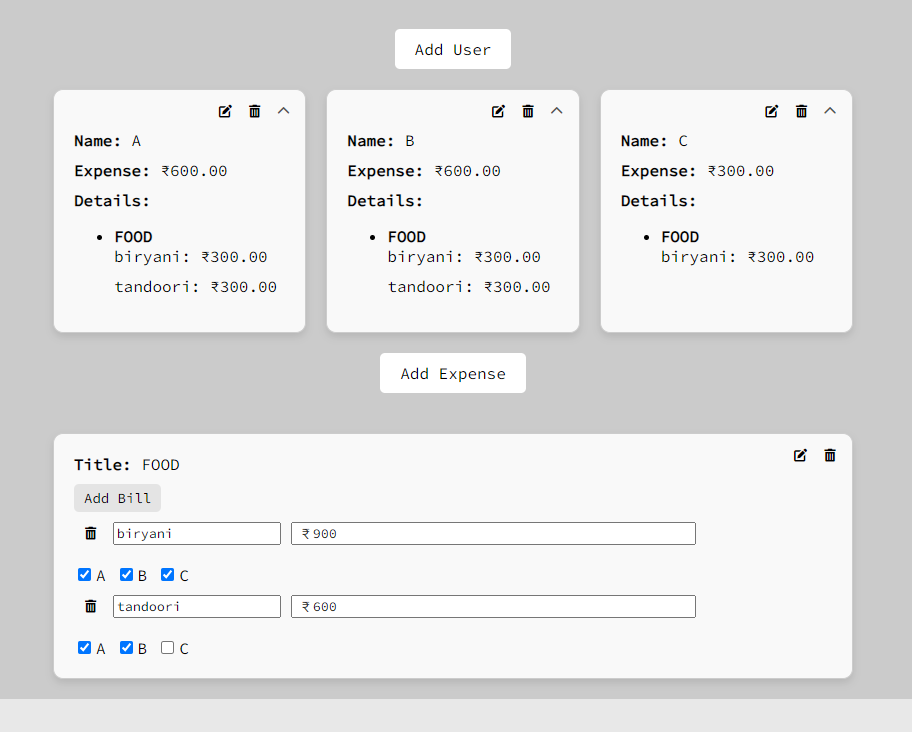 Add User
Name: A
Expense: ₹600.00
Details:
FOOD
biryani: ₹300.00
tandoori: ₹300.00
Name: B
Expense: ₹600.00
Details:
FOOD
biryani: ₹300.00
tandoori: ₹300.00
Name: C
Expense: ₹300.00
Details:
FOOD
biryani: ₹300.00
Add Expense
Title: FOOD
Add Bill
biryani ₹900
A B C
tandoori ₹600
A B C